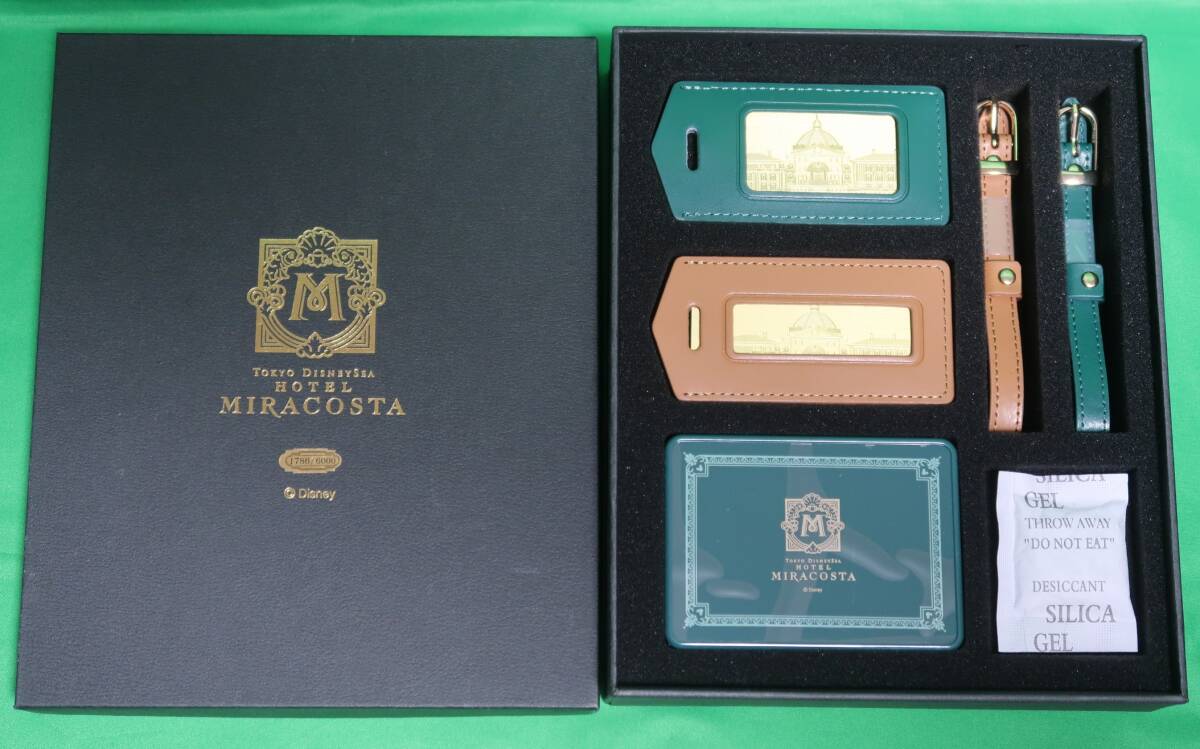 M
TOKYO DISNEYSEA
HOTEL
MIRACOSTA
1786/6000
© Disney
M
TOKYO DISNEYSEA
HOTEL
MIRACOSTA
© Disney
SILICA
GEL
THROW AWAY
"DO NOT EAT"
DESICCANT
SILICA
GEL